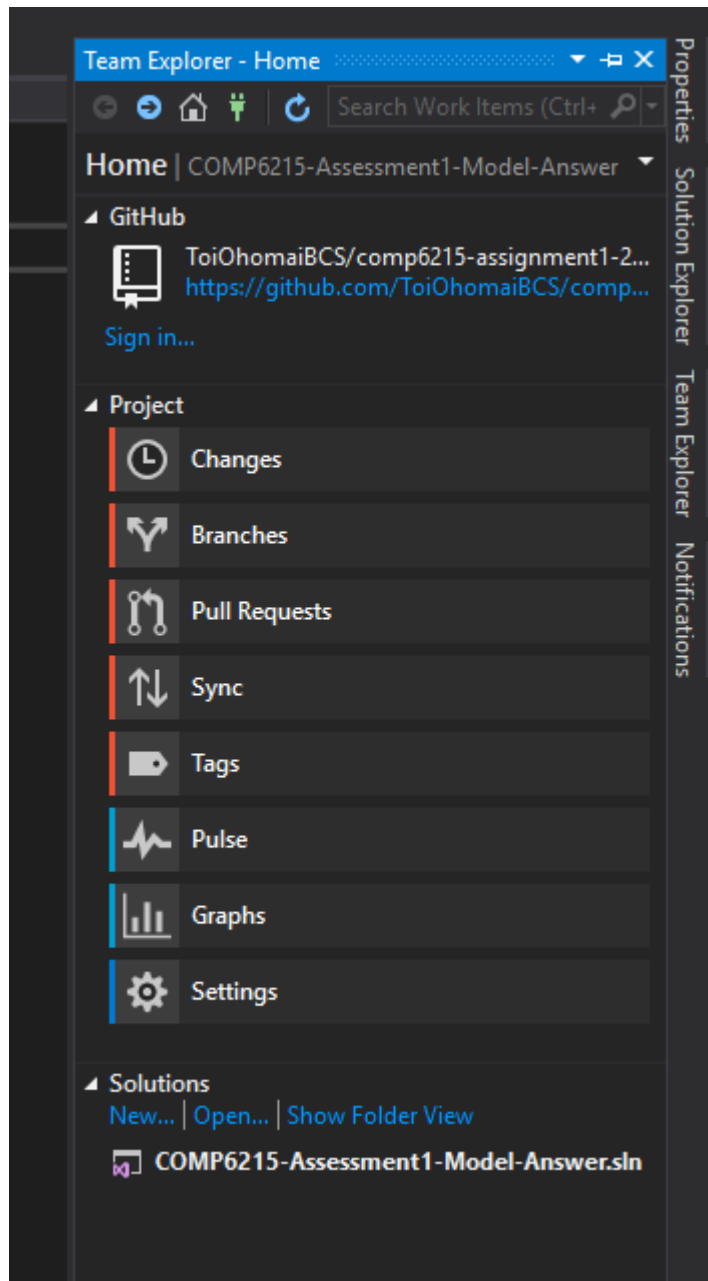 Team Explorer - Home
Search Work Items (Ctrl+
Home | COMP6215-Assessment1-Model-Answer
GitHub
ToiOhomaiBCS/comp6215-assignment1-2...
https://github.com/ToiOhomaiBCS/comp...
Sign in...
Project
Changes
Branches
Pull Requests
Sync
Tags
Pulse
Graphs
Settings
Solutions
New... | Open... | Show Folder View
COMP6215-Assessment1-Model-Answer.sln
Properties
Solution Explorer
Team Explorer
Notifications